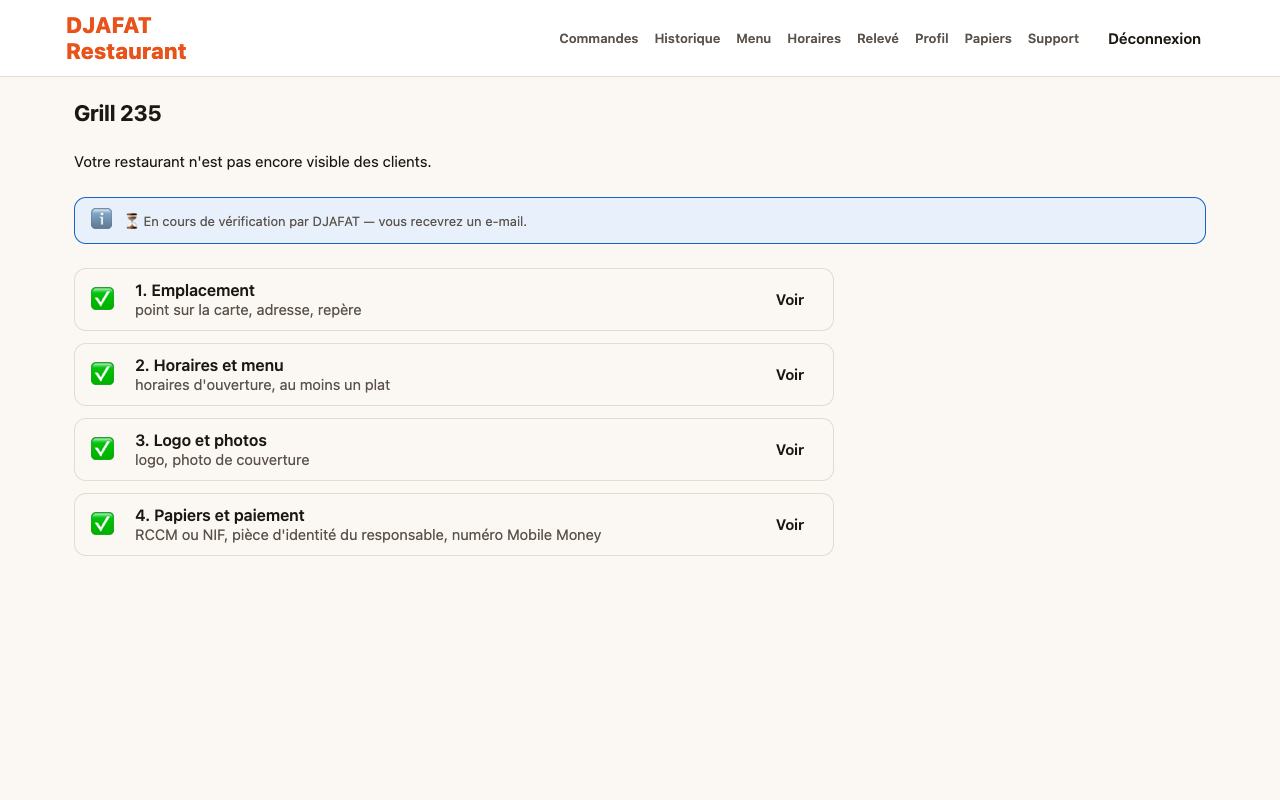 DJAFAT
Restaurant
Commandes Historique Menu Horaires Relevé Profil Papiers Support Déconnexion
Grill 235
Votre restaurant n'est pas encore visible des clients.
ℹ️ ⏳ En cours de vérification par DJAFAT — vous recevrez un e-mail.
✅ 1. Emplacement
point sur la carte, adresse, repère
Voir
✅ 2. Horaires et menu
horaires d'ouverture, au moins un plat
Voir
✅ 3. Logo et photos
logo, photo de couverture
Voir
✅ 4. Papiers et paiement
RCCM ou NIF, pièce d'identité du responsable, numéro Mobile Money
Voir